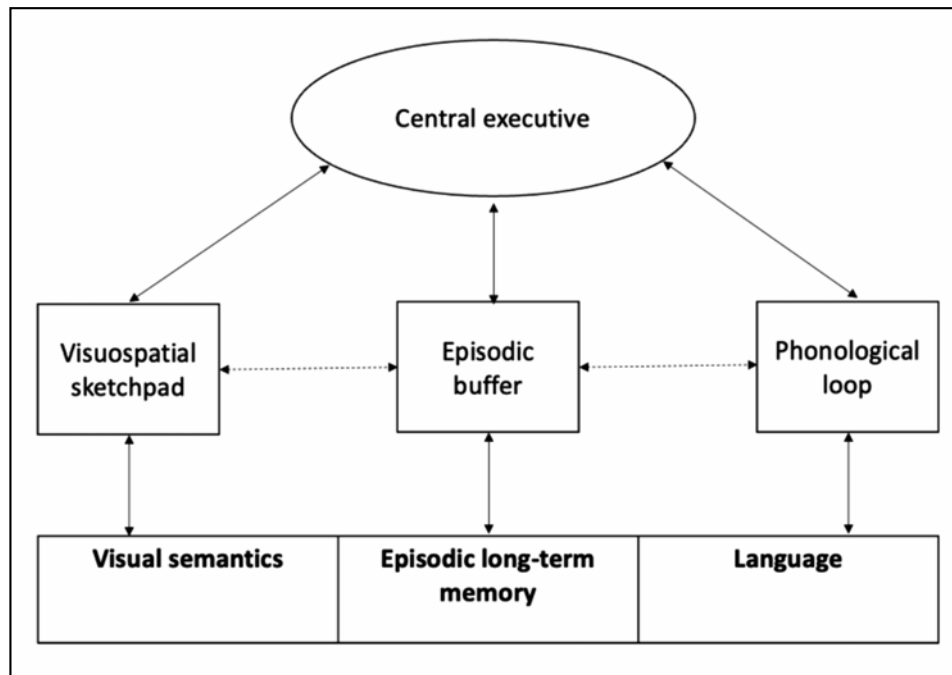 Central executive
Visuospatial
sketchpad
Episodic
buffer
Phonological
loop
Visual semantics
Episodic long-term
memory
Language